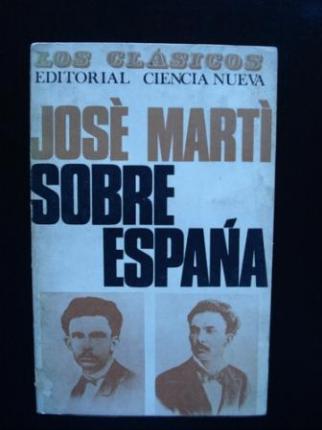 LOS CLÁSICOS
EDITORIAL CIENCIA NUEVA
JOSÈ MARTÌ
SOBRE
ESPAÑA